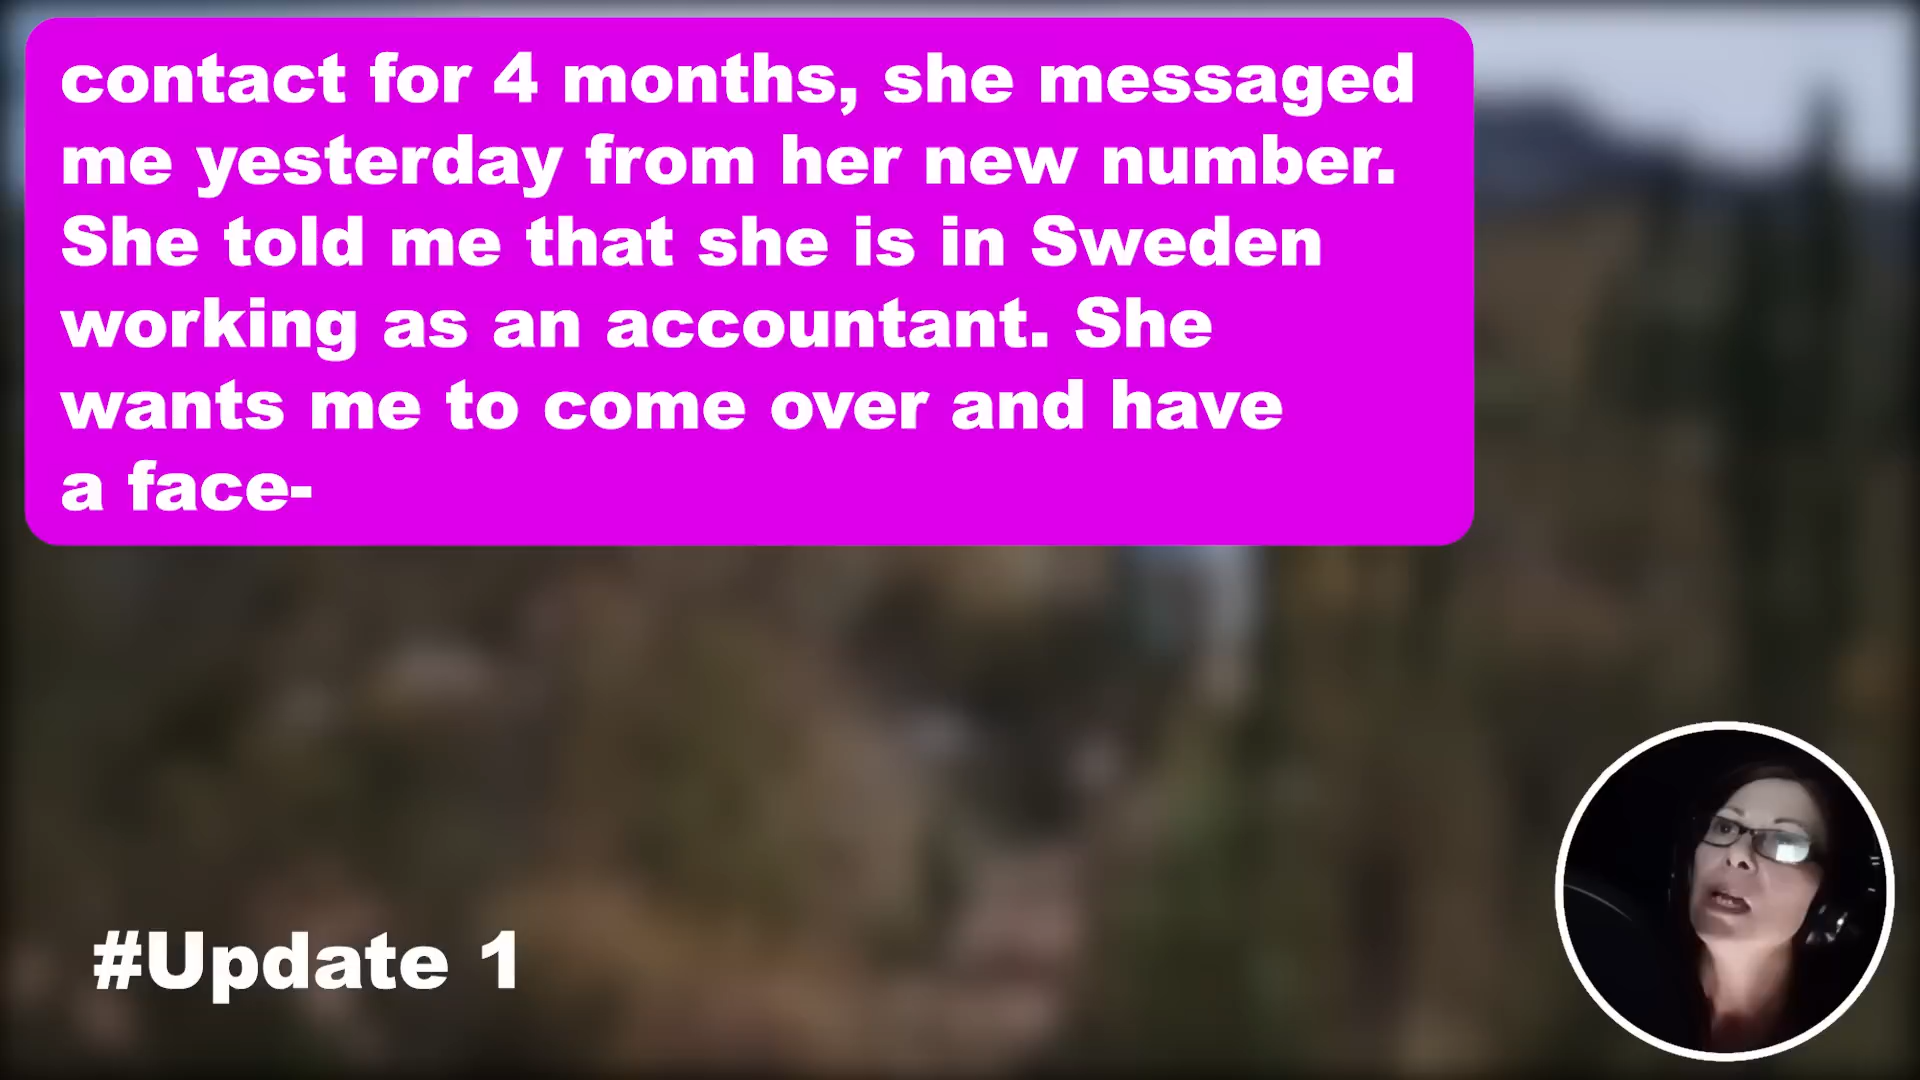 contact for 4 months, she messaged
me yesterday from her new number.
She told me that she is in Sweden
working as an accountant. She
wants me to come over and have
a face-
#Update 1